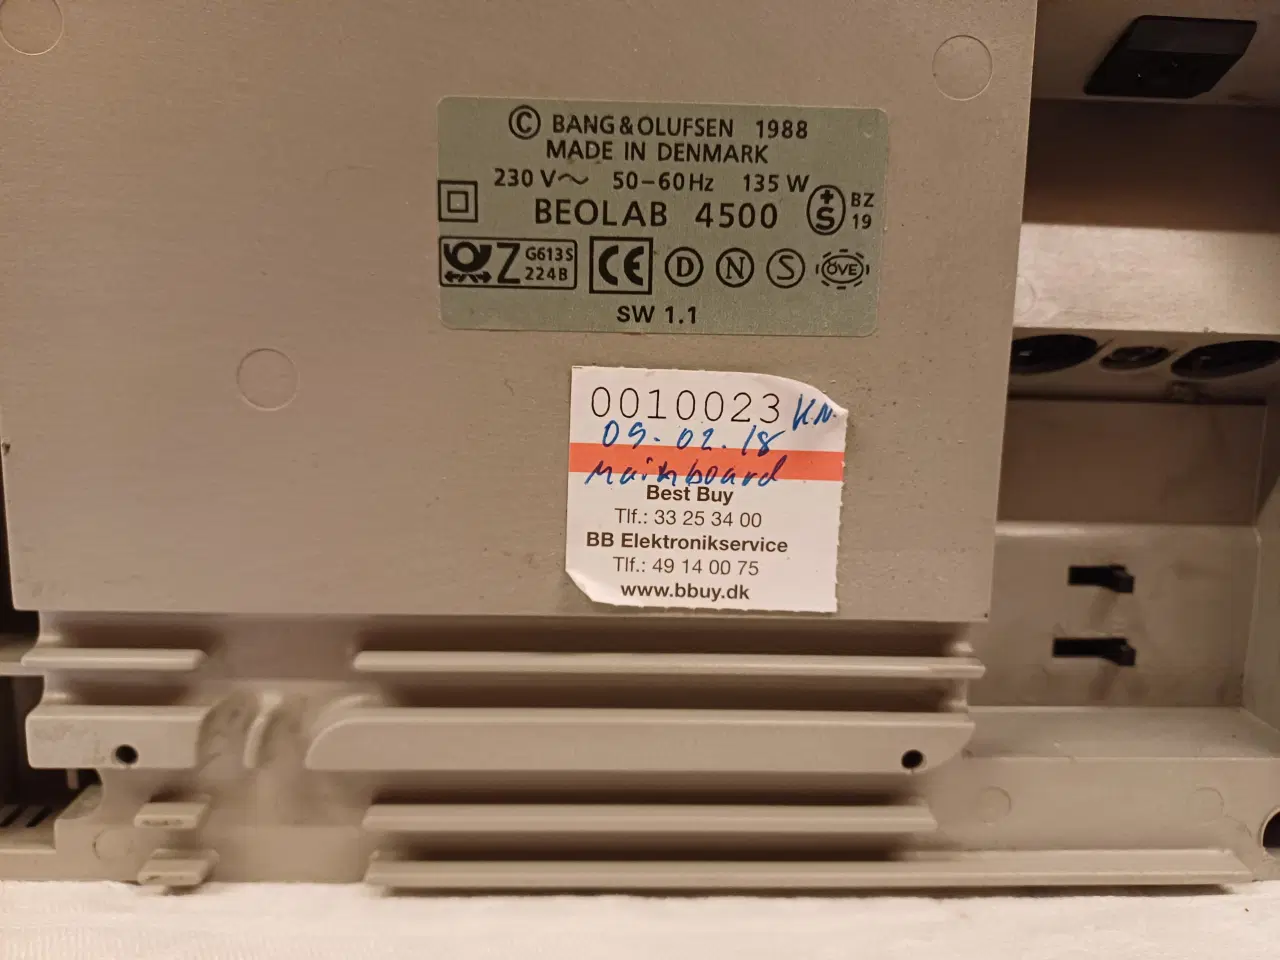 © BANG & OLUFSEN 1988
MADE IN DENMARK
230 V~ 50-60 Hz 135 W
BEOLAB 4500
+S BZ 19
Z G613S 224B
CE D N S ÖVE
SW 1.1
0010023 KN.
09.02.18
Mainboard
Best Buy
Tlf.: 33 25 34 00
BB Elektronikservice
Tlf.: 49 14 00 75
www.bbuy.dk